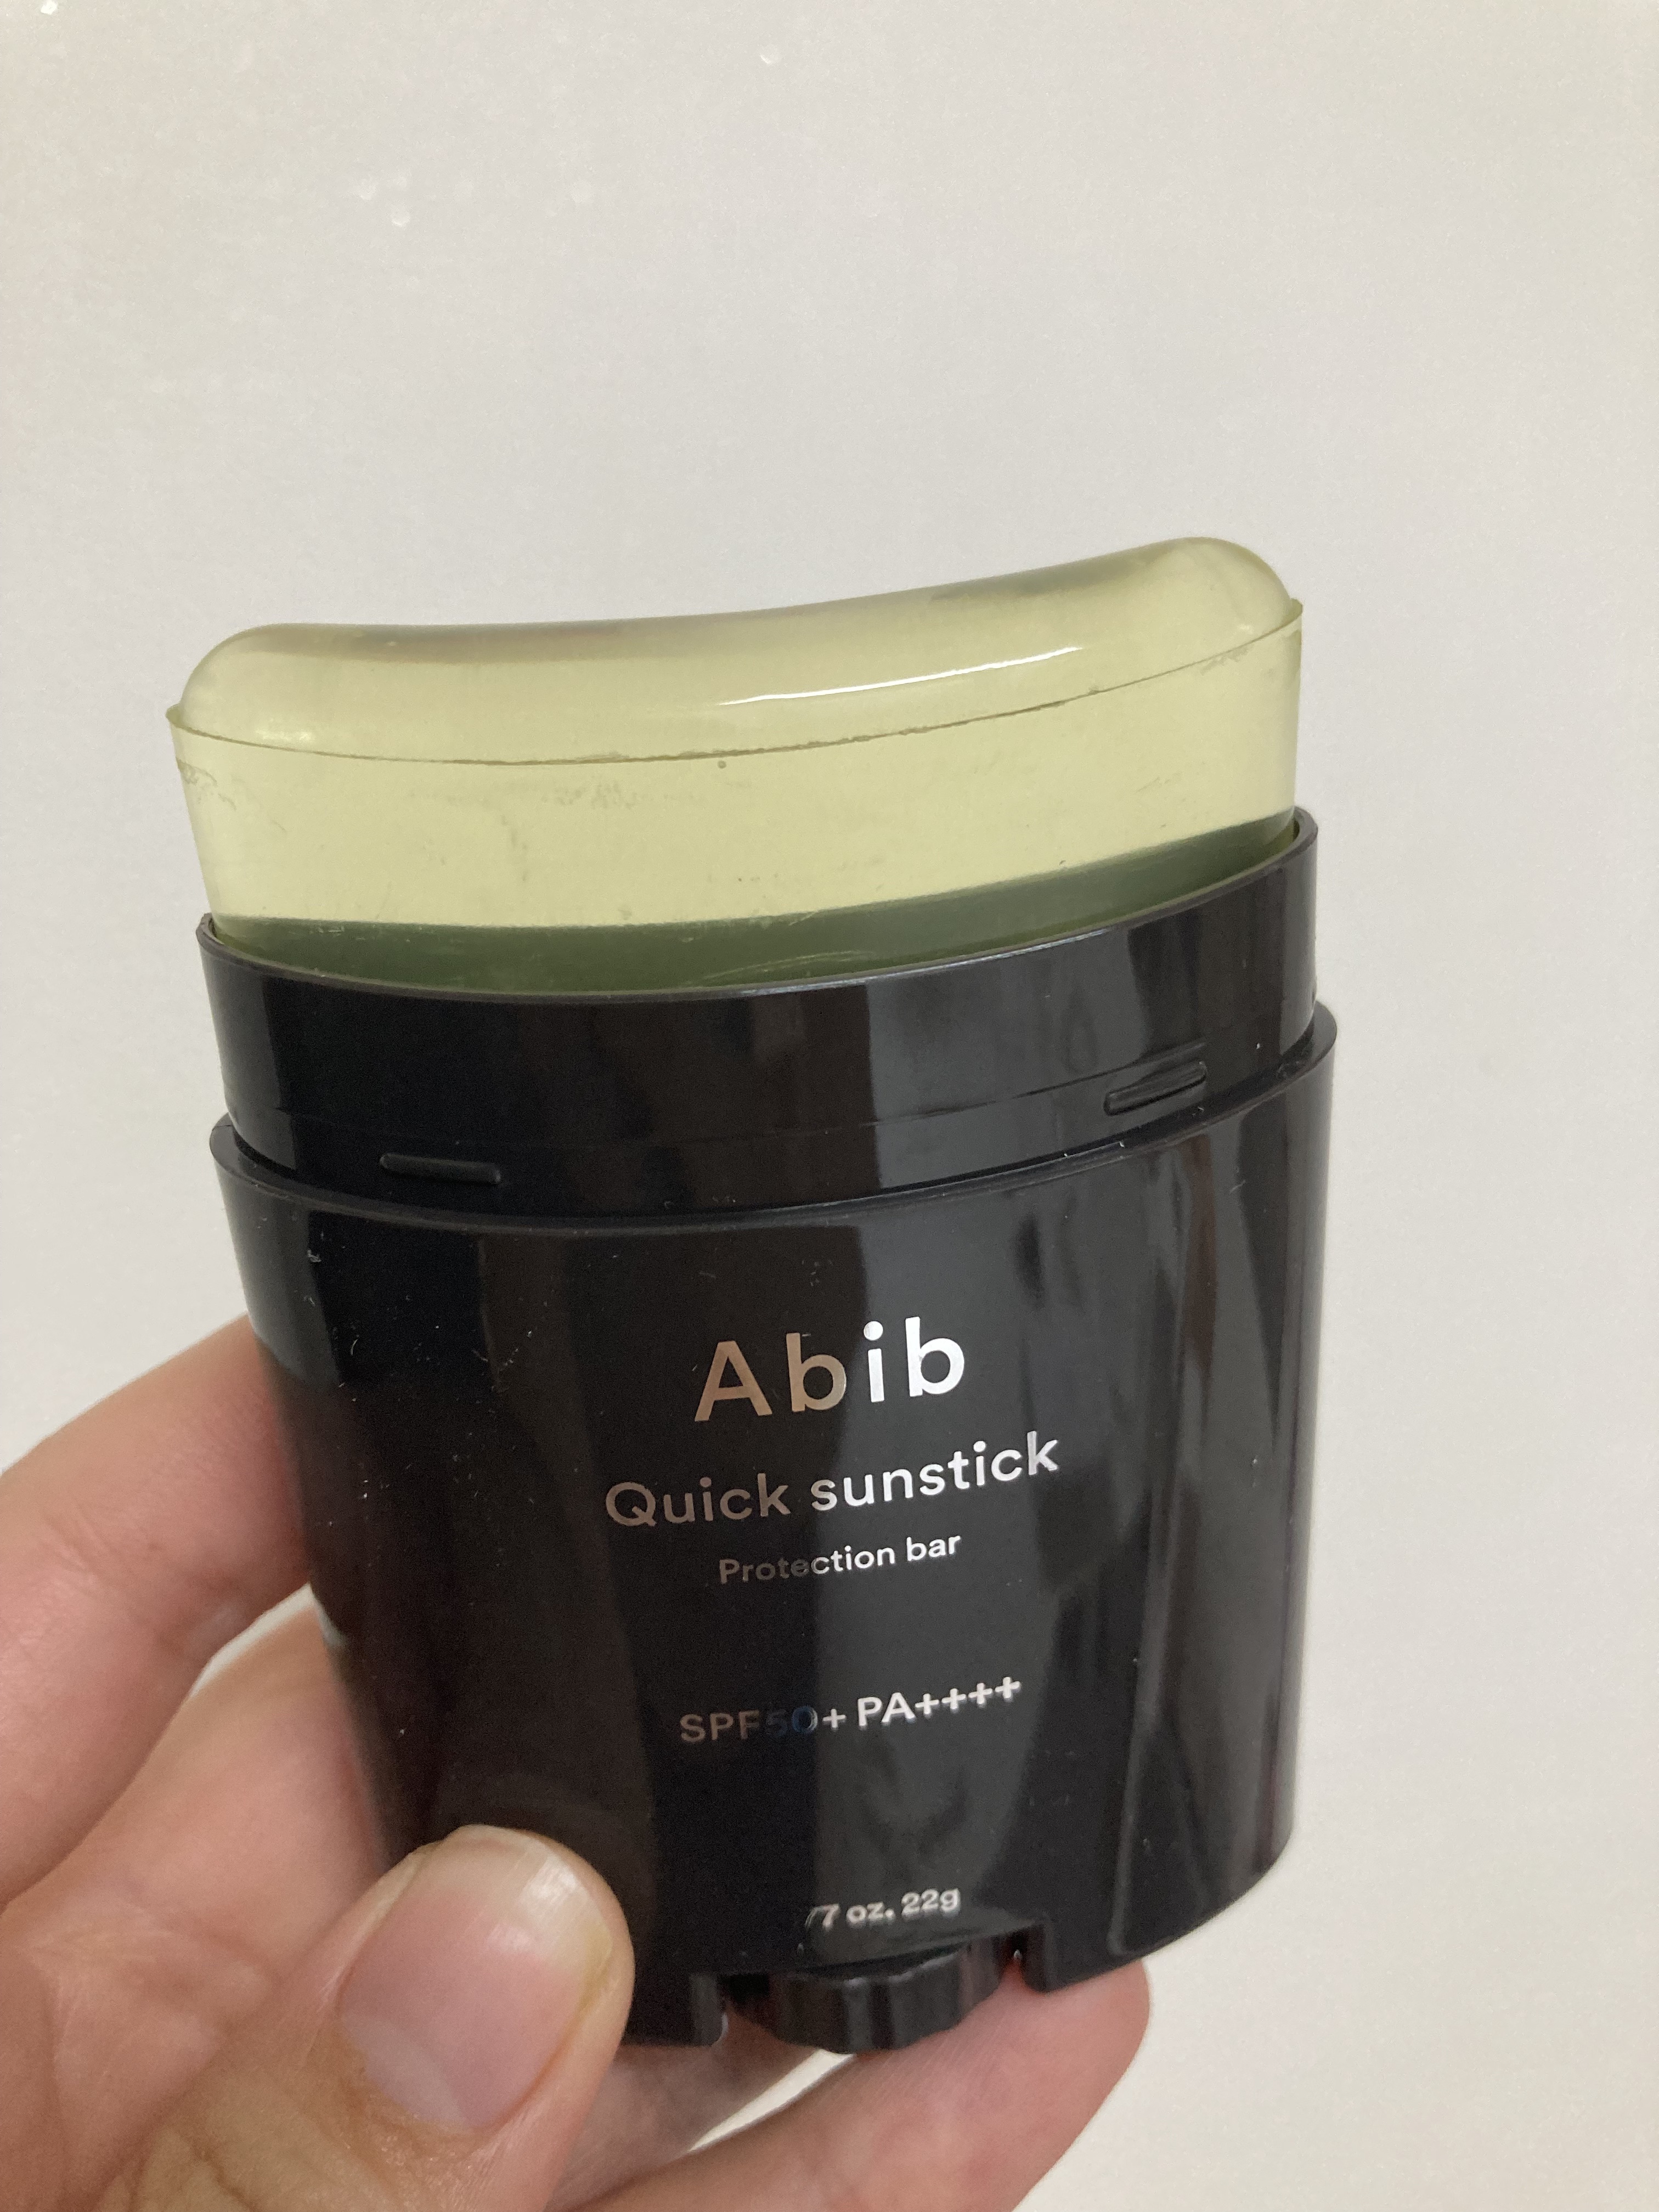 Abib
Quick sunstick
Protection bar
SPF50+ PA++++
7 oz. 22g